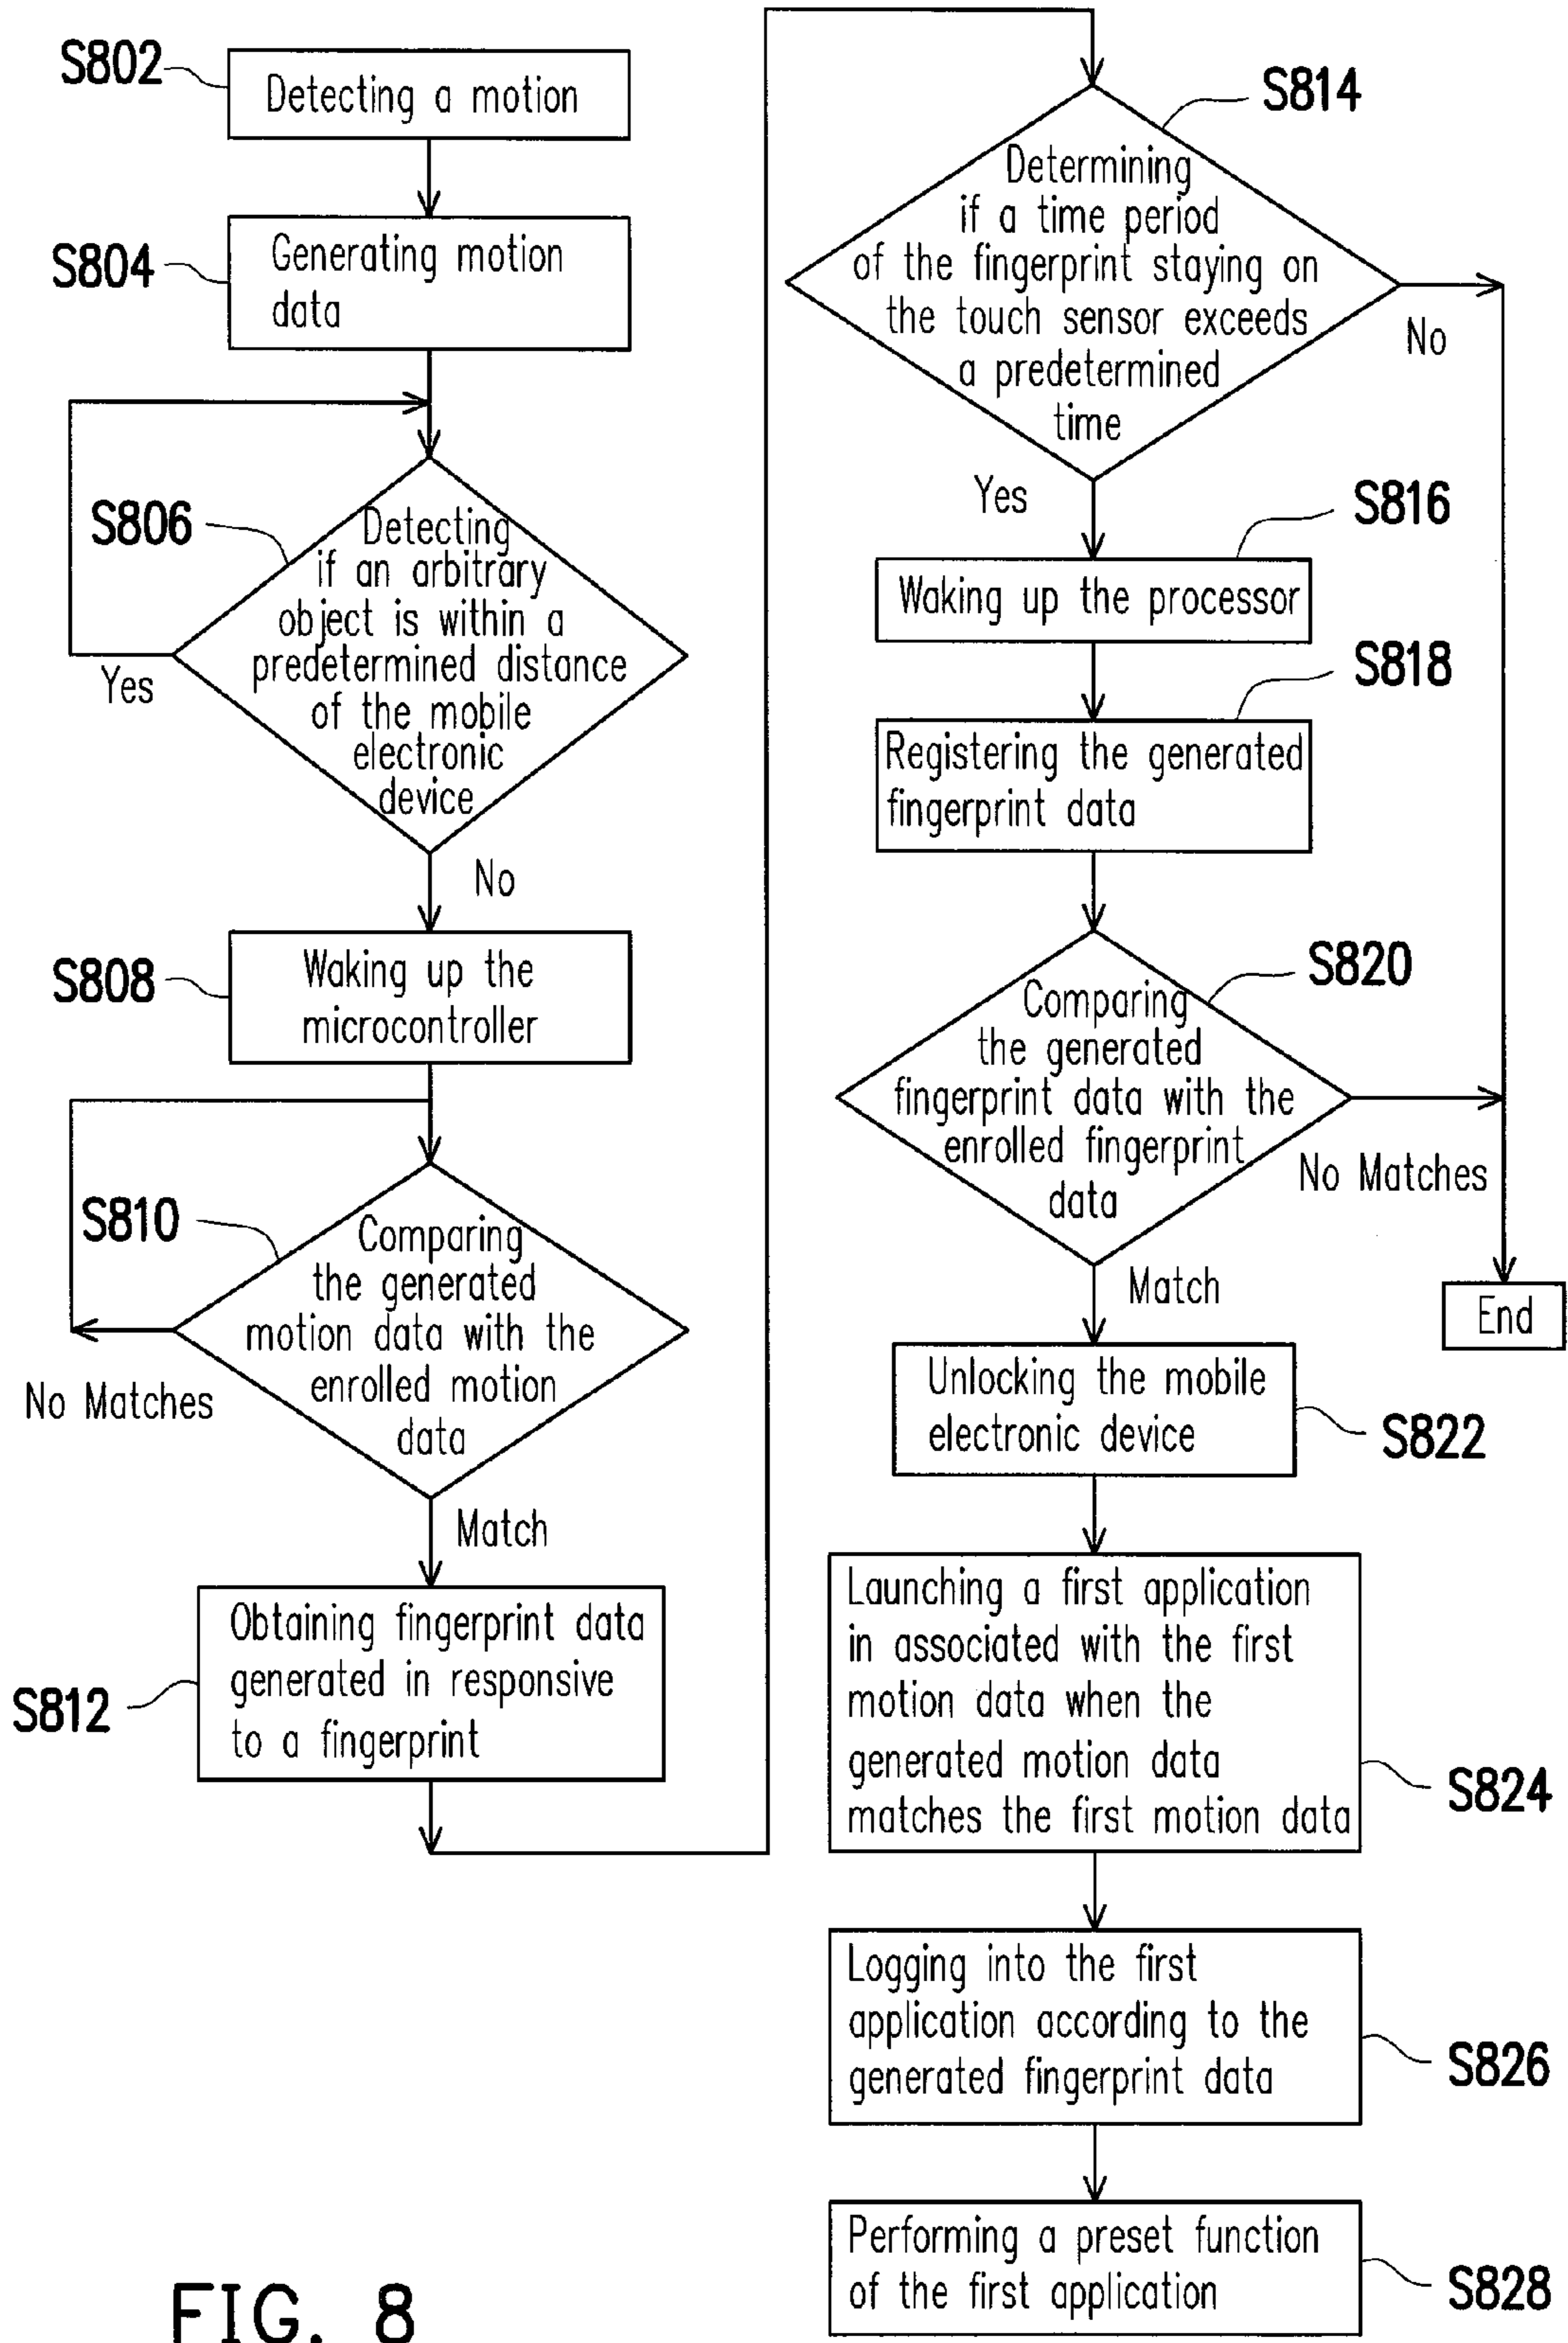 S802
Detecting a motion
S804
Generating motion
data
S806
Detecting
if an arbitrary
object is within a
predetermined distance
of the mobile
electronic
device
Yes
No
S808
Waking up the
microcontroller
S810
Comparing
the generated
motion data with the
enrolled motion
data
No Matches
Match
S812
Obtaining fingerprint data
generated in responsive
to a fingerprint
S814
Determining
if a time period
of the fingerprint staying on
the touch sensor exceeds
a predetermined
time
No
Yes
S816
Waking up the processor
S818
Registering the generated
fingerprint data
S820
Comparing
the generated
fingerprint data with the
enrolled fingerprint
data
No Matches
Match
End
Unlocking the mobile
electronic device
S822
Launching a first application
in associated with the first
motion data when the
generated motion data
matches the first motion data
S824
Logging into the first
application according to the
generated fingerprint data
S826
Performing a preset function
of the first application
S828
FIG. 8